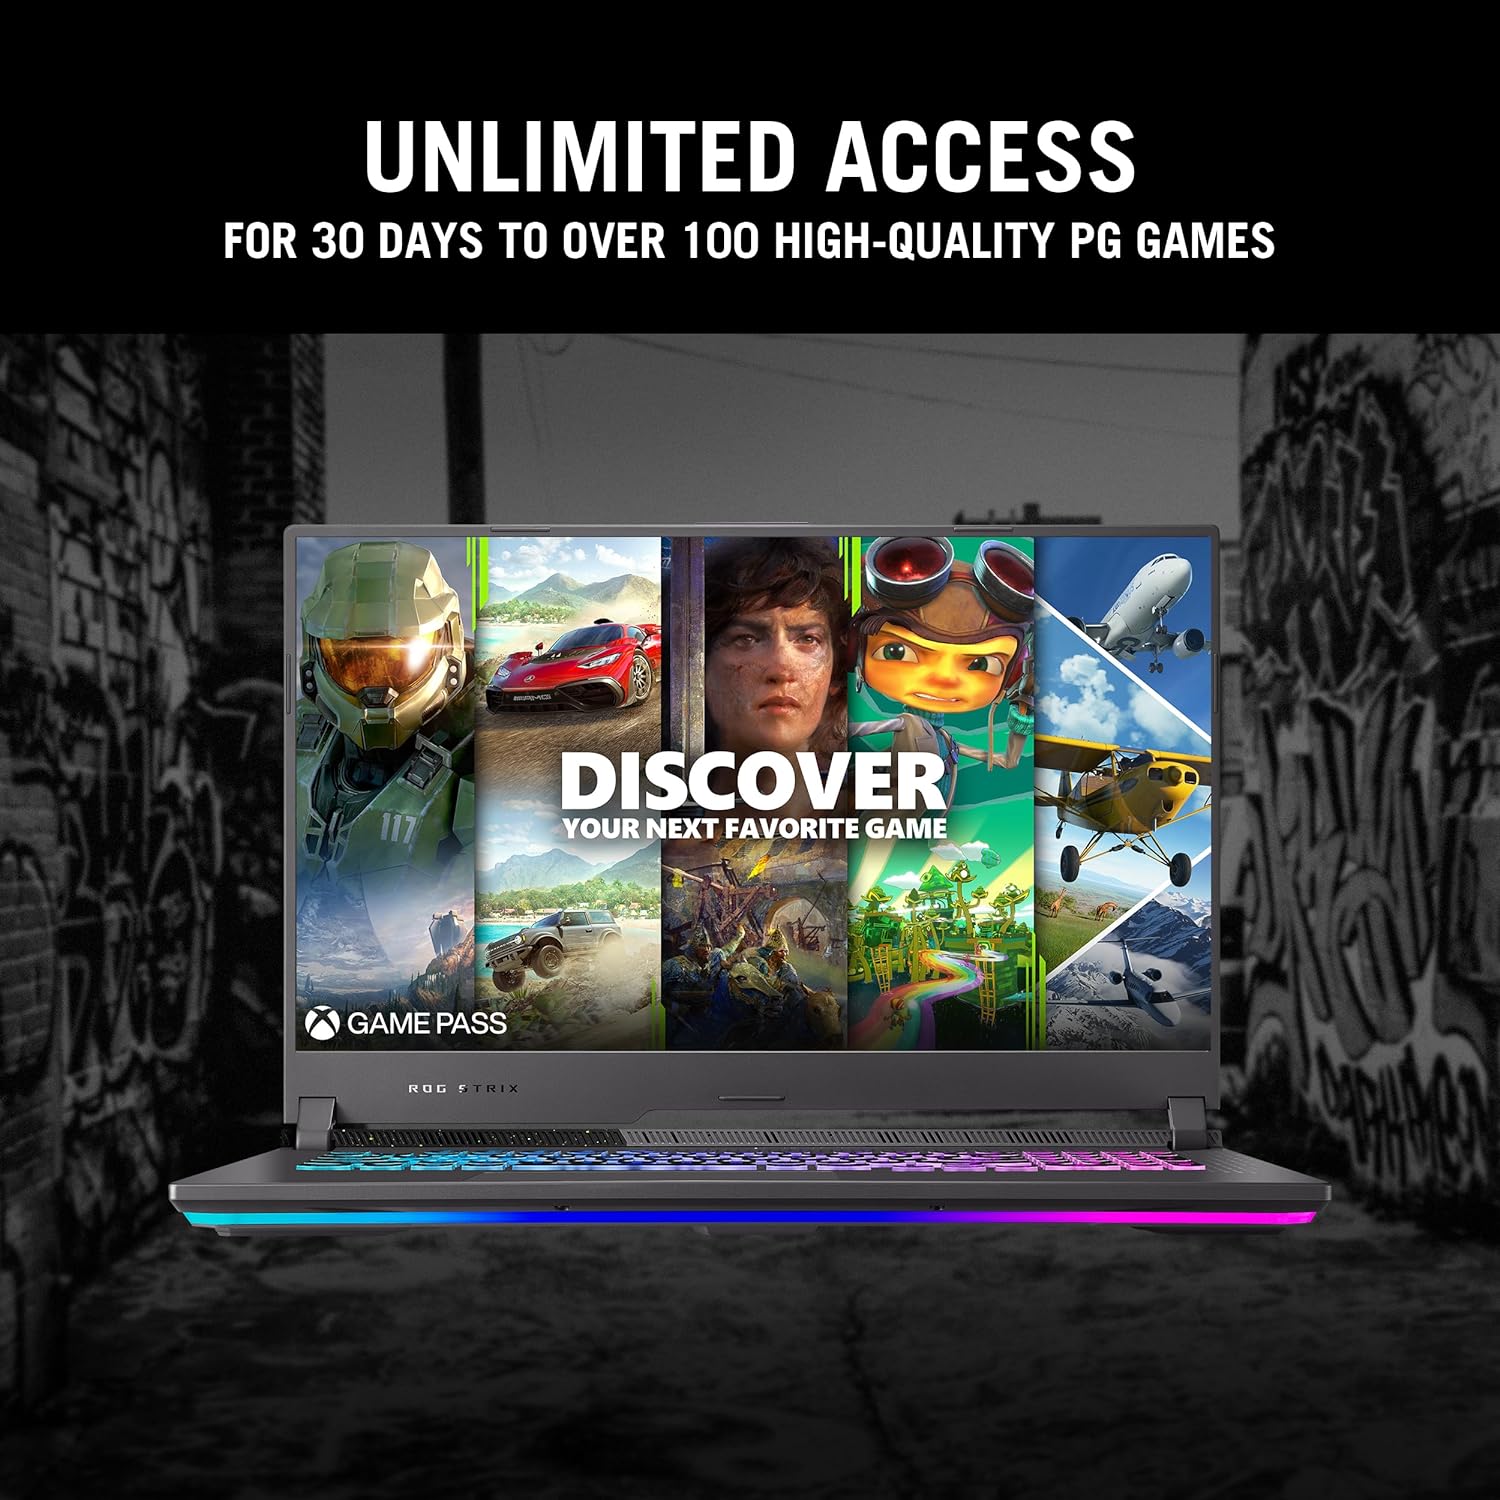 UNLIMITED ACCESS
FOR 30 DAYS TO OVER 100 HIGH-QUALITY PG GAMES
117
DISCOVER
YOUR NEXT FAVORITE GAME
GAME PASS
ROG STRIX